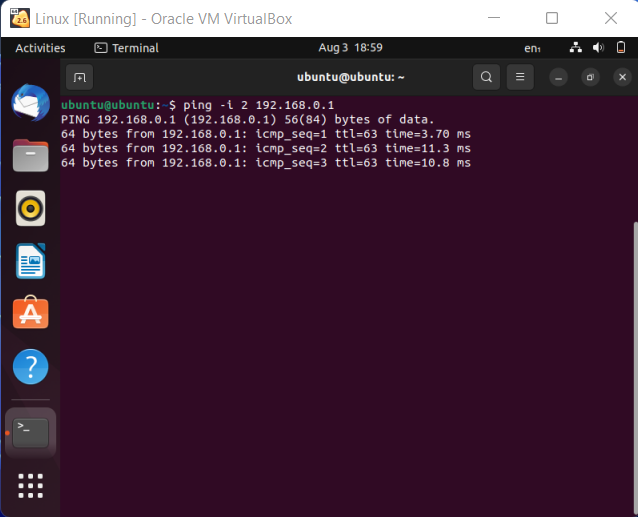 Linux [Running] - Oracle VM VirtualBox
Activities Terminal Aug 3 18:59 en₁
ubuntu@ubuntu: ~
ubuntu@ubuntu:~$ ping -i 2 192.168.0.1
PING 192.168.0.1 (192.168.0.1) 56(84) bytes of data.
64 bytes from 192.168.0.1: icmp_seq=1 ttl=63 time=3.70 ms
64 bytes from 192.168.0.1: icmp_seq=2 ttl=63 time=11.3 ms
64 bytes from 192.168.0.1: icmp_seq=3 ttl=63 time=10.8 ms